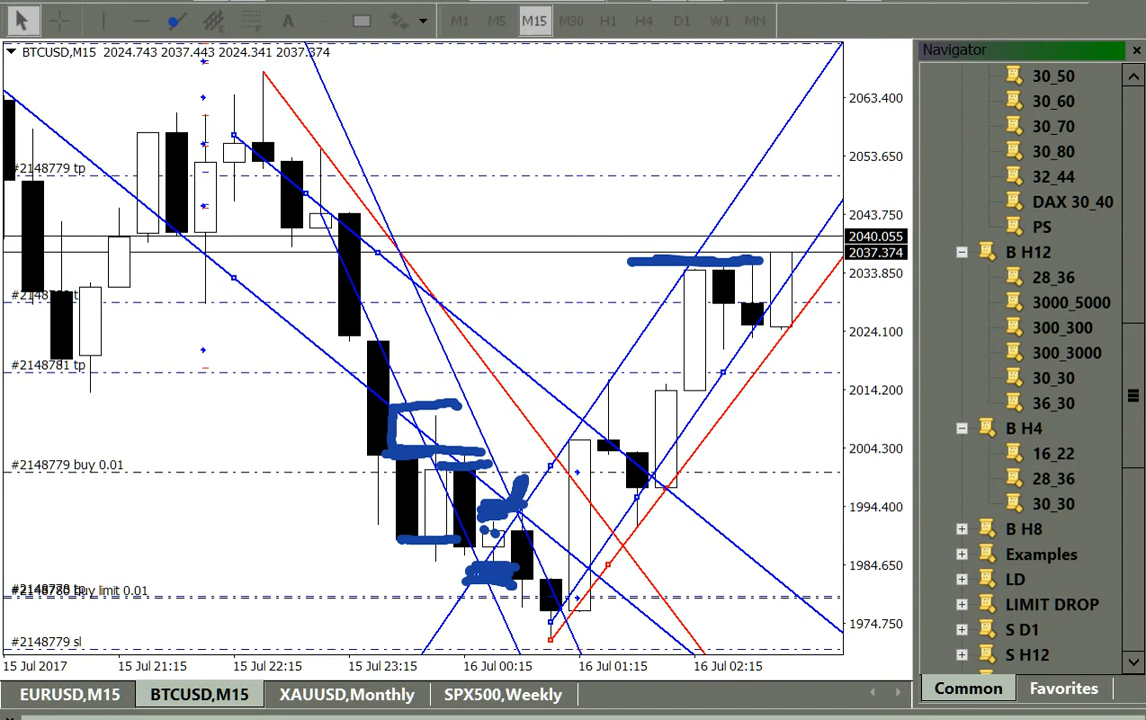 A
M1 M5 M15 M30 H1 H4 D1 W1 MN
BTCUSD,M15 2024.743 2037.443 2024.341 2037.374
#2148779 tp
#2148781 tp
#2148779 buy 0.01
#2148779 sl
2063.400
2053.650
2043.750
2040.055
2037.374
2033.850
2024.100
2014.200
2004.300
1994.400
1984.650
1974.750
15 Jul 2017
15 Jul 21:15
15 Jul 22:15
15 Jul 23:15
16 Jul 00:15
16 Jul 01:15
16 Jul 02:15
EURUSD,M15
BTCUSD,M15
XAUUSD,Monthly
SPX500,Weekly
Navigator
30_50
30_60
30_70
30_80
32_44
DAX 30_40
PS
B H12
28_36
3000_5000
300_300
300_3000
30_30
36_30
B H4
16_22
28_36
30_30
B H8
Examples
LD
LIMIT DROP
S D1
S H12
Common
Favorites